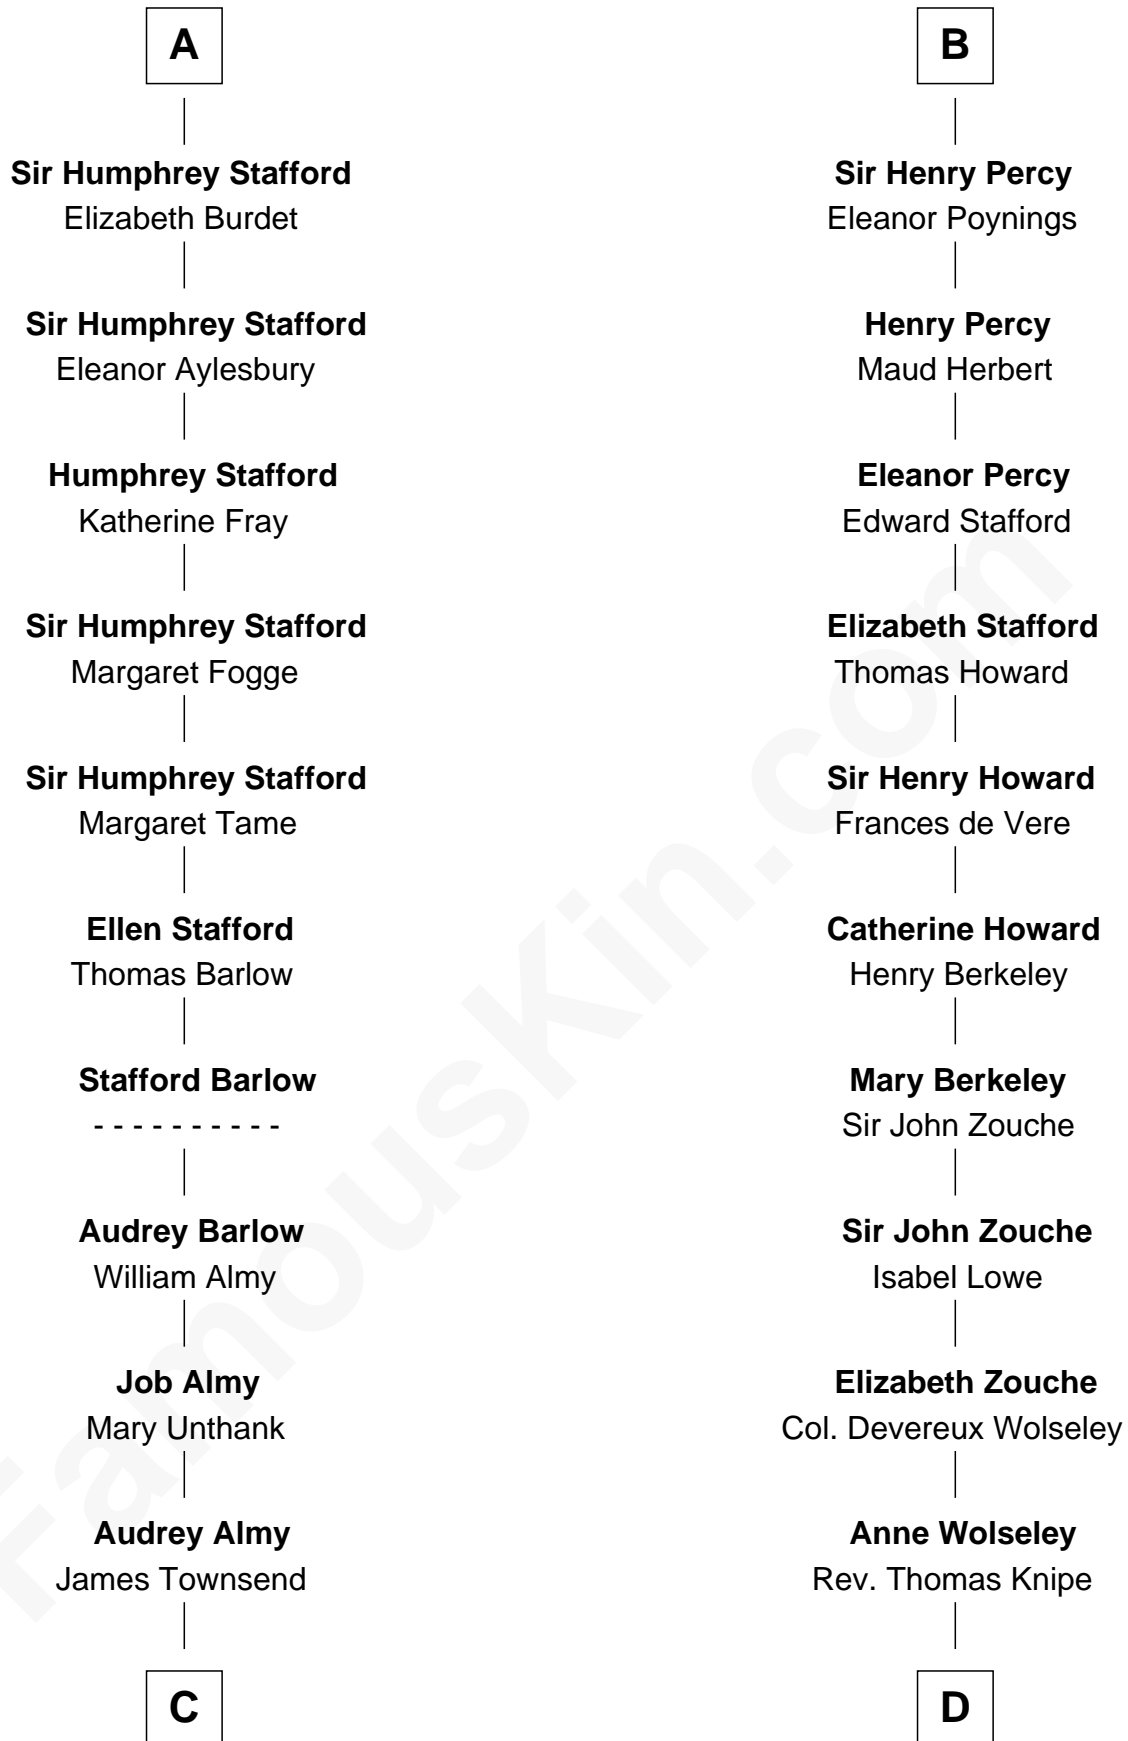 A
Sir Humphrey Stafford
Elizabeth Burdet
Sir Humphrey Stafford
Eleanor Aylesbury
Humphrey Stafford
Katherine Fray
Sir Humphrey Stafford
Margaret Fogge
Sir Humphrey Stafford
Margaret Tame
Ellen Stafford
Thomas Barlow
Stafford Barlow
- - - - - - - - - -
Audrey Barlow
William Almy
Job Almy
Mary Unthank
Audrey Almy
James Townsend
C
B
Sir Henry Percy
Eleanor Poynings
Henry Percy
Maud Herbert
Eleanor Percy
Edward Stafford
Elizabeth Stafford
Thomas Howard
Sir Henry Howard
Frances de Vere
Catherine Howard
Henry Berkeley
Mary Berkeley
Sir John Zouche
Sir John Zouche
Isabel Lowe
Elizabeth Zouche
Col. Devereux Wolseley
Anne Wolseley
Rev. Thomas Knipe
D
FamousKin.com